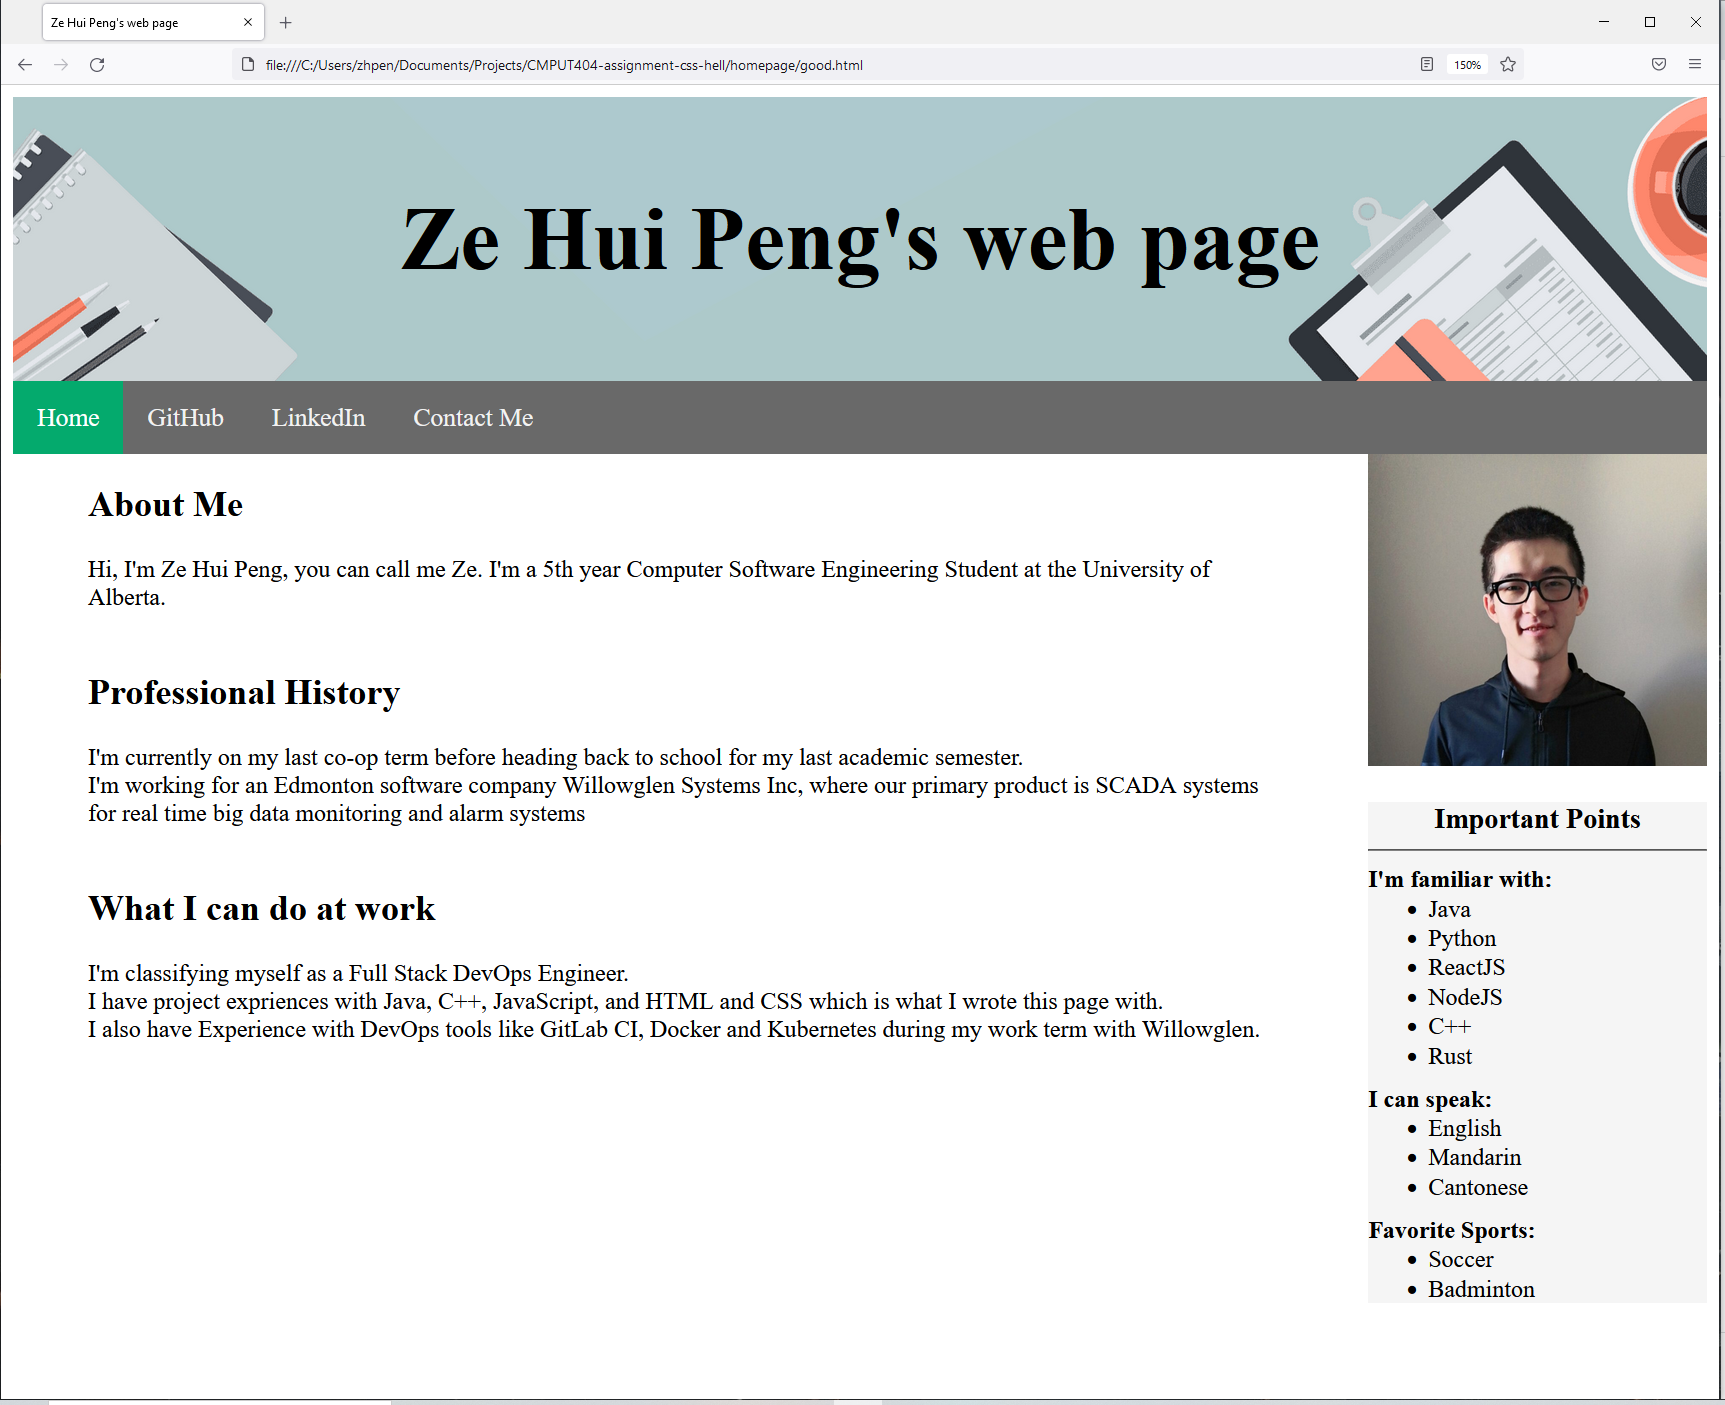 Ze Hui Peng's web page
file:///C:/Users/zhpen/Documents/Projects/CMPUT404-assignment-css-hell/homepage/good.html
150%
Ze Hui Peng's web page
Home
GitHub
LinkedIn
Contact Me
About Me
Hi, I'm Ze Hui Peng, you can call me Ze. I'm a 5th year Computer Software Engineering Student at the University of
Alberta.
Professional History
I'm currently on my last co-op term before heading back to school for my last academic semester.
I'm working for an Edmonton software company Willowglen Systems Inc, where our primary product is SCADA systems
for real time big data monitoring and alarm systems
What I can do at work
I'm classifying myself as a Full Stack DevOps Engineer.
I have project expriences with Java, C++, JavaScript, and HTML and CSS which is what I wrote this page with.
I also have Experience with DevOps tools like GitLab CI, Docker and Kubernetes during my work term with Willowglen.
Important Points
I'm familiar with:
Java
Python
ReactJS
NodeJS
C++
Rust
I can speak:
English
Mandarin
Cantonese
Favorite Sports:
Soccer
Badminton